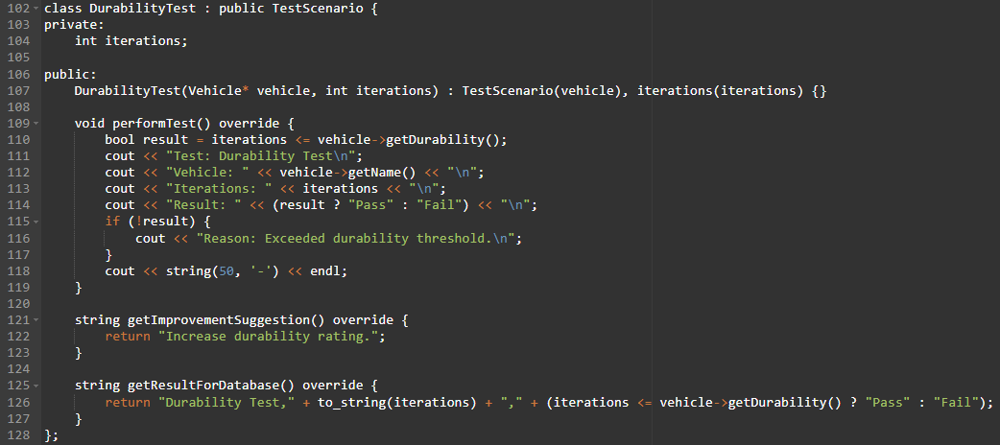 102 class DurabilityTest : public TestScenario {
103 private:
104     int iterations;
105
106 public:
107     DurabilityTest(Vehicle* vehicle, int iterations) : TestScenario(vehicle), iterations(iterations) {}
108
109     void performTest() override {
110         bool result = iterations <= vehicle->getDurability();
111         cout << "Test: Durability Test\n";
112         cout << "Vehicle: " << vehicle->getName() << "\n";
113         cout << "Iterations: " << iterations << "\n";
114         cout << "Result: " << (result ? "Pass" : "Fail") << "\n";
115         if (!result) {
116             cout << "Reason: Exceeded durability threshold.\n";
117         }
118         cout << string(50, '-') << endl;
119     }
120
121     string getImprovementSuggestion() override {
122         return "Increase durability rating.";
123     }
124
125     string getResultForDatabase() override {
126         return "Durability Test," + to_string(iterations) + "," + (iterations <= vehicle->getDurability() ? "Pass" : "Fail");
127     }
128 };